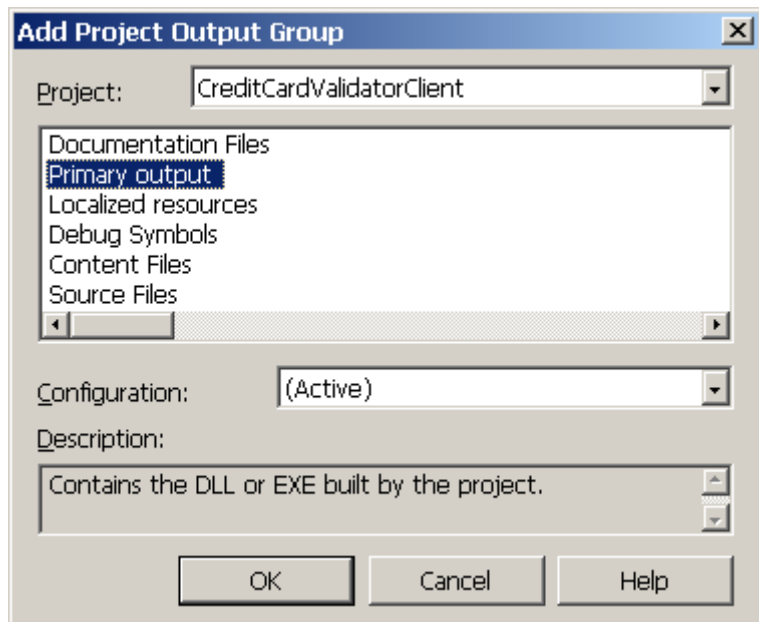 Add Project Output Group
Project: CreditCardValidatorClient
Documentation Files
Primary output
Localized resources
Debug Symbols
Content Files
Source Files
Configuration: (Active)
Description:
Contains the DLL or EXE built by the project.
OK Cancel Help